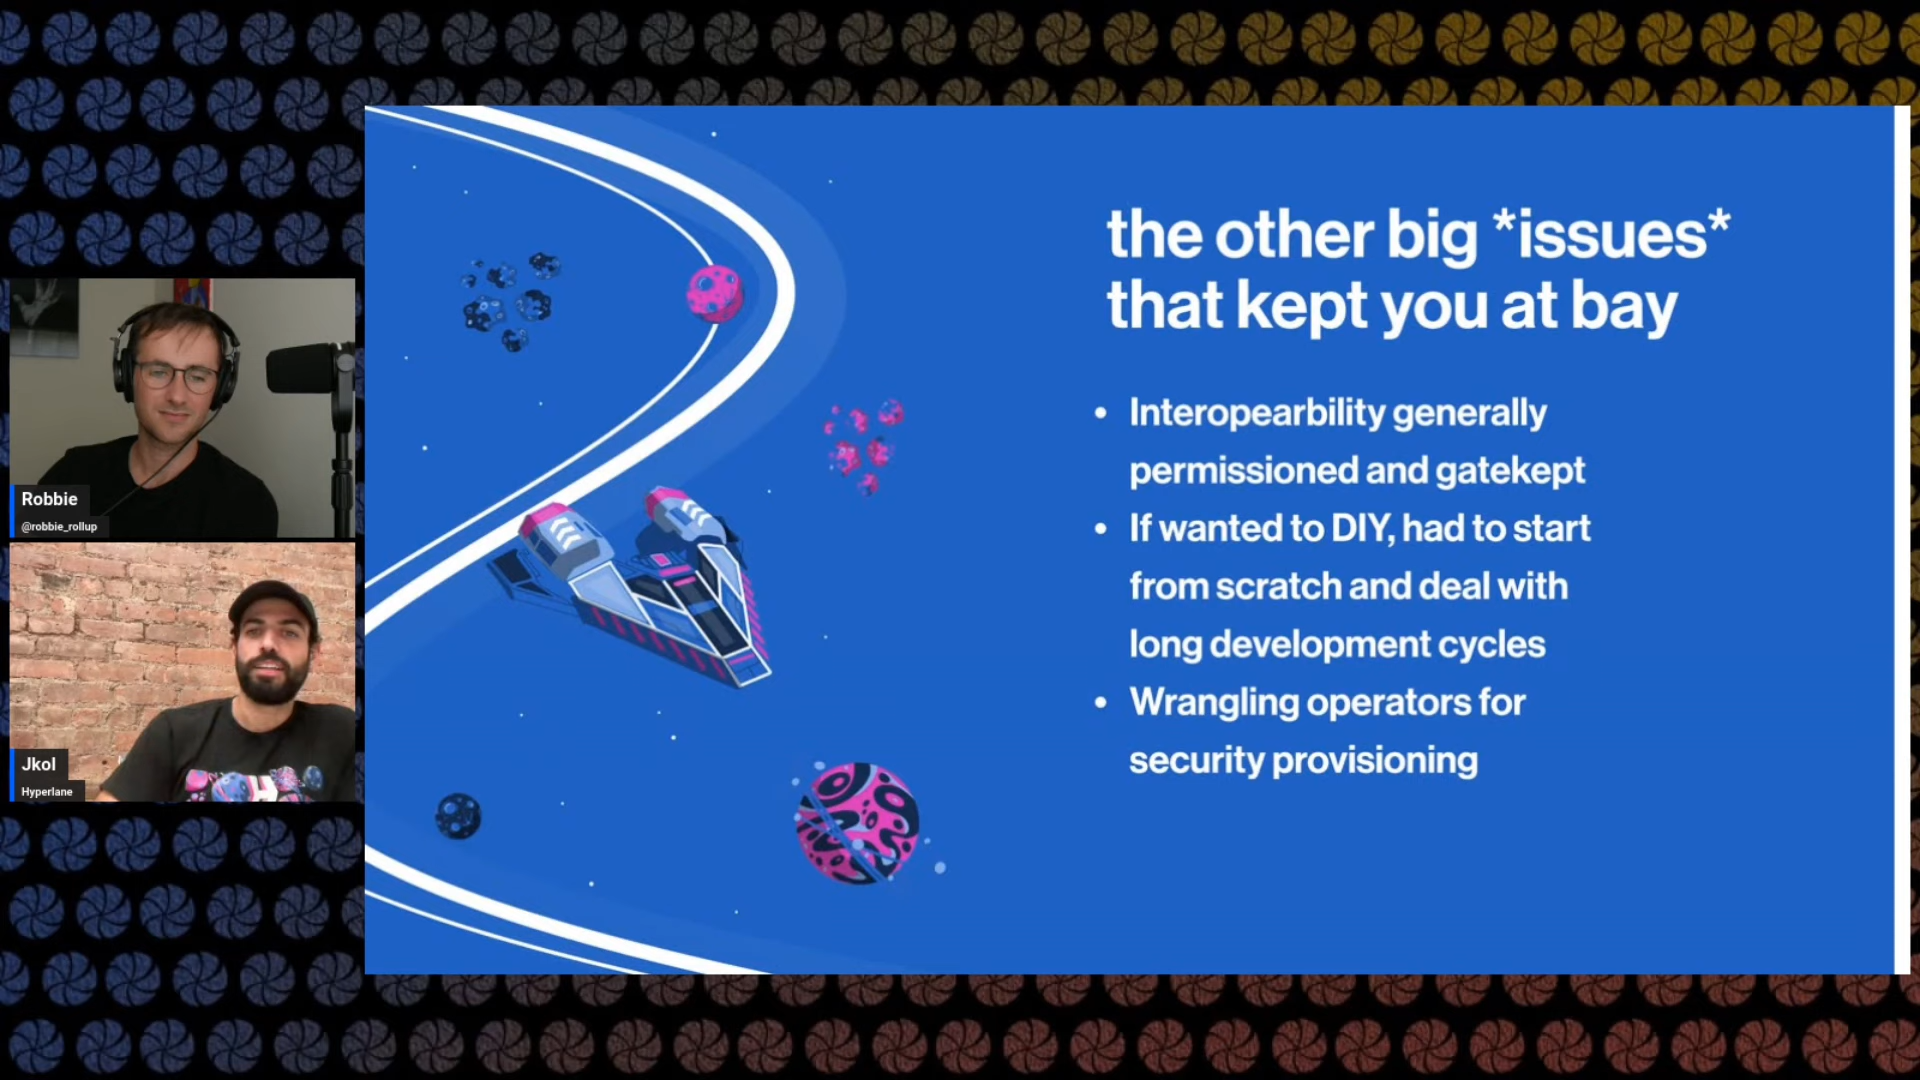 the other big *issues*
that kept you at bay
• Interopearbility generally
permissioned and gatekept
• If wanted to DIY, had to start
from scratch and deal with
long development cycles
• Wrangling operators for
security provisioning
Robbie
@robbie_rollup
Jkol
Hyperlane